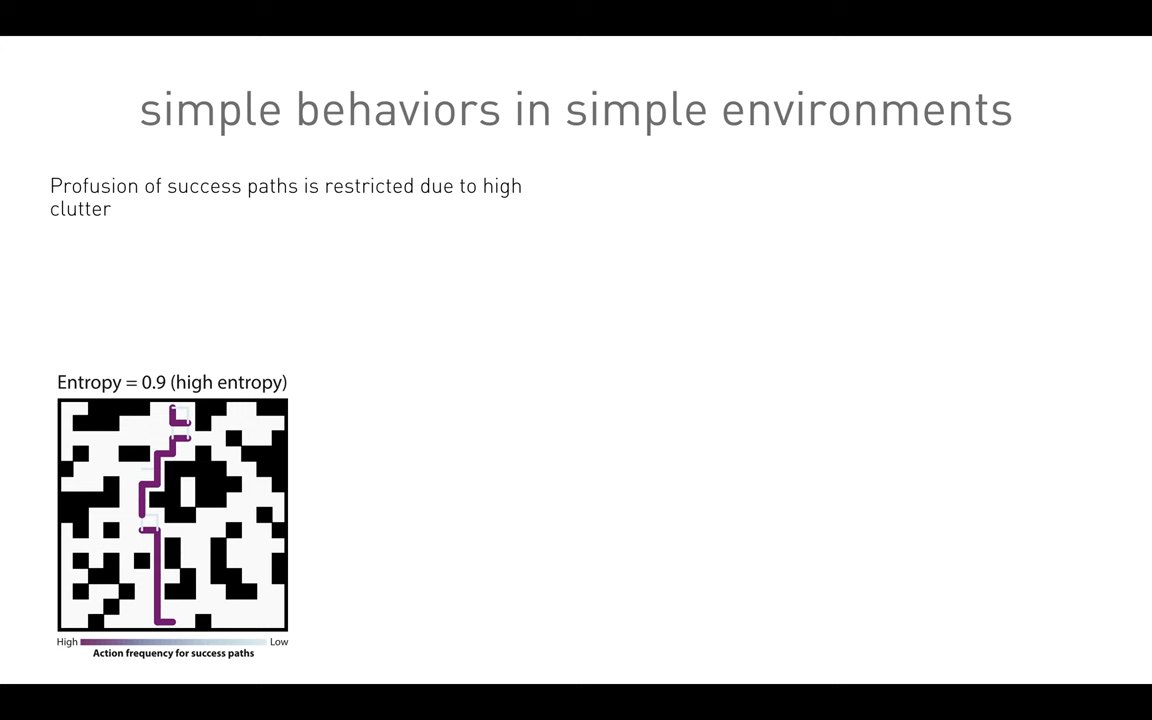 simple behaviors in simple environments
Profusion of success paths is restricted due to high
clutter
Entropy = 0.9 (high entropy)
High Low
Action frequency for success paths